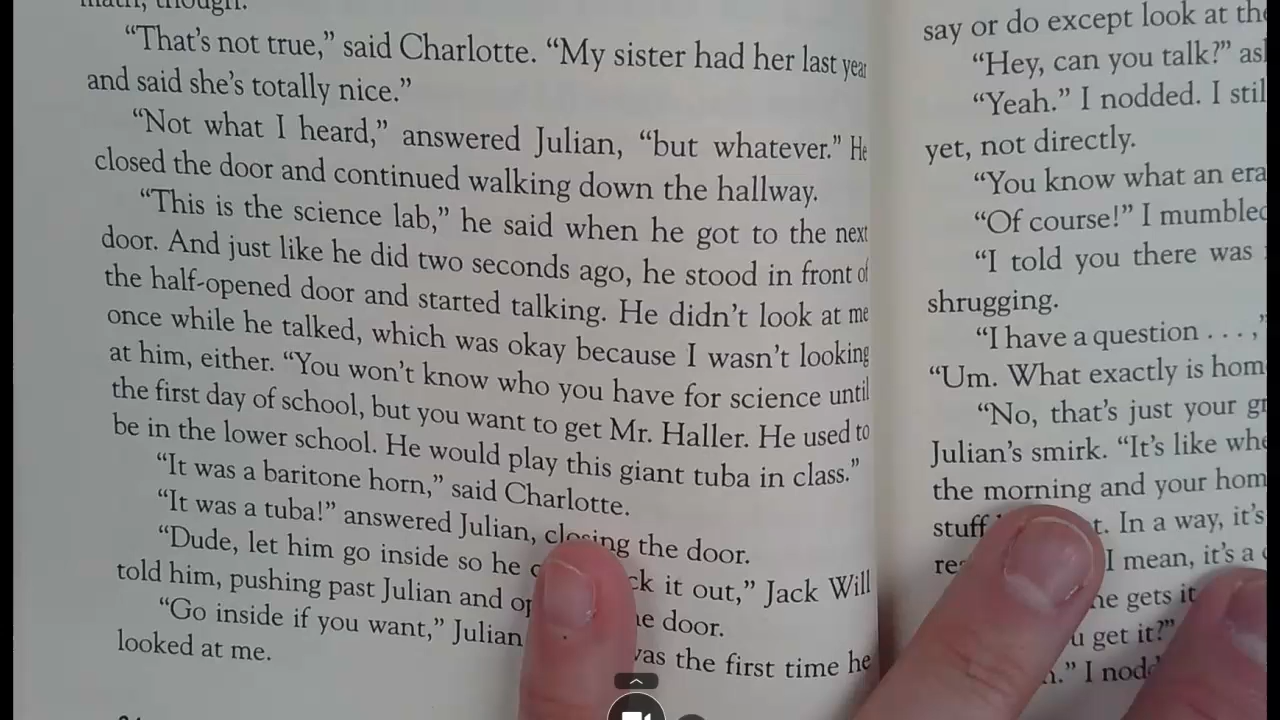 math, though.
“That’s not true,” said Charlotte. “My sister had her last year
and said she’s totally nice.”
“Not what I heard,” answered Julian, “but whatever.” He
closed the door and continued walking down the hallway.
“This is the science lab,” he said when he got to the next
door. And just like he did two seconds ago, he stood in front of
the half-opened door and started talking. He didn’t look at me
once while he talked, which was okay because I wasn’t looking
at him, either. “You won’t know who you have for science until
the first day of school, but you want to get Mr. Haller. He used to
be in the lower school. He would play this giant tuba in class.”
“It was a baritone horn,” said Charlotte.
“It was a tuba!” answered Julian, closing the door.
“Dude, let him go inside so he it out,” Jack Will
told him, pushing past Julian and door.
“Go inside if you want,” Julian was the first time he
looked at me.
say or do except look at
“Hey, can you talk?”
“Yeah.” I nodded. I
yet, not directly.
“You know what an
“Of course!” I
“I told you there was
shrugging.
“I have a question . . . ,”
“Um. What exactly is
“No, that’s just your
Julian’s smirk. “It’s like
the morning and your
stuff In a way, it’s
I mean, it’s a
gets it
get it?”
I